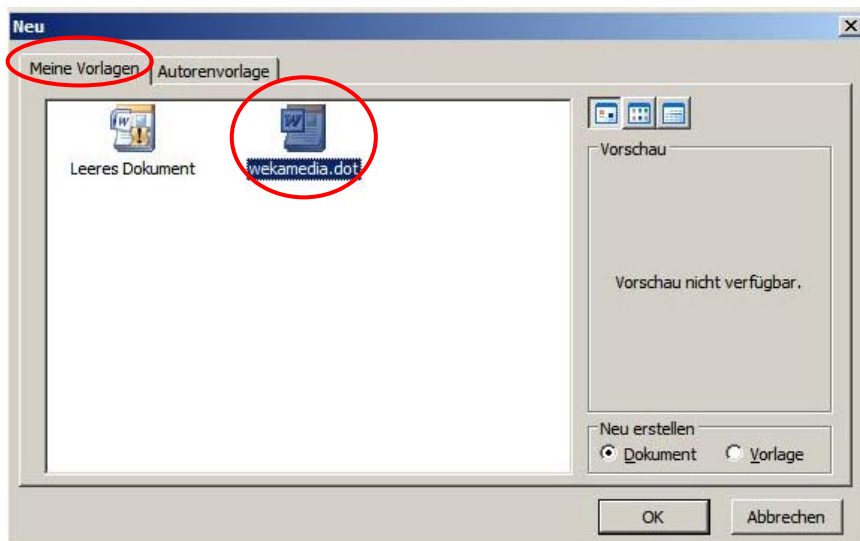 Neu
Meine Vorlagen Autorenvorlage
Leeres Dokument wekamedia.dot
Vorschau
Vorschau nicht verfügbar.
Neu erstellen
Dokument Vorlage
OK Abbrechen